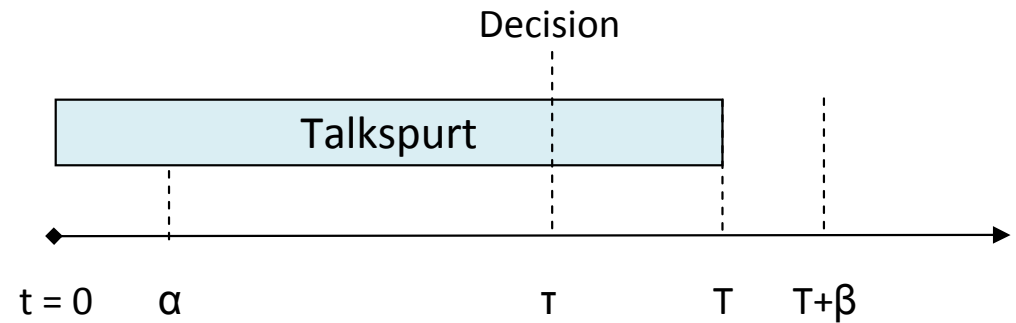 Decision
Talkspurt
t = 0 α τ T T+β